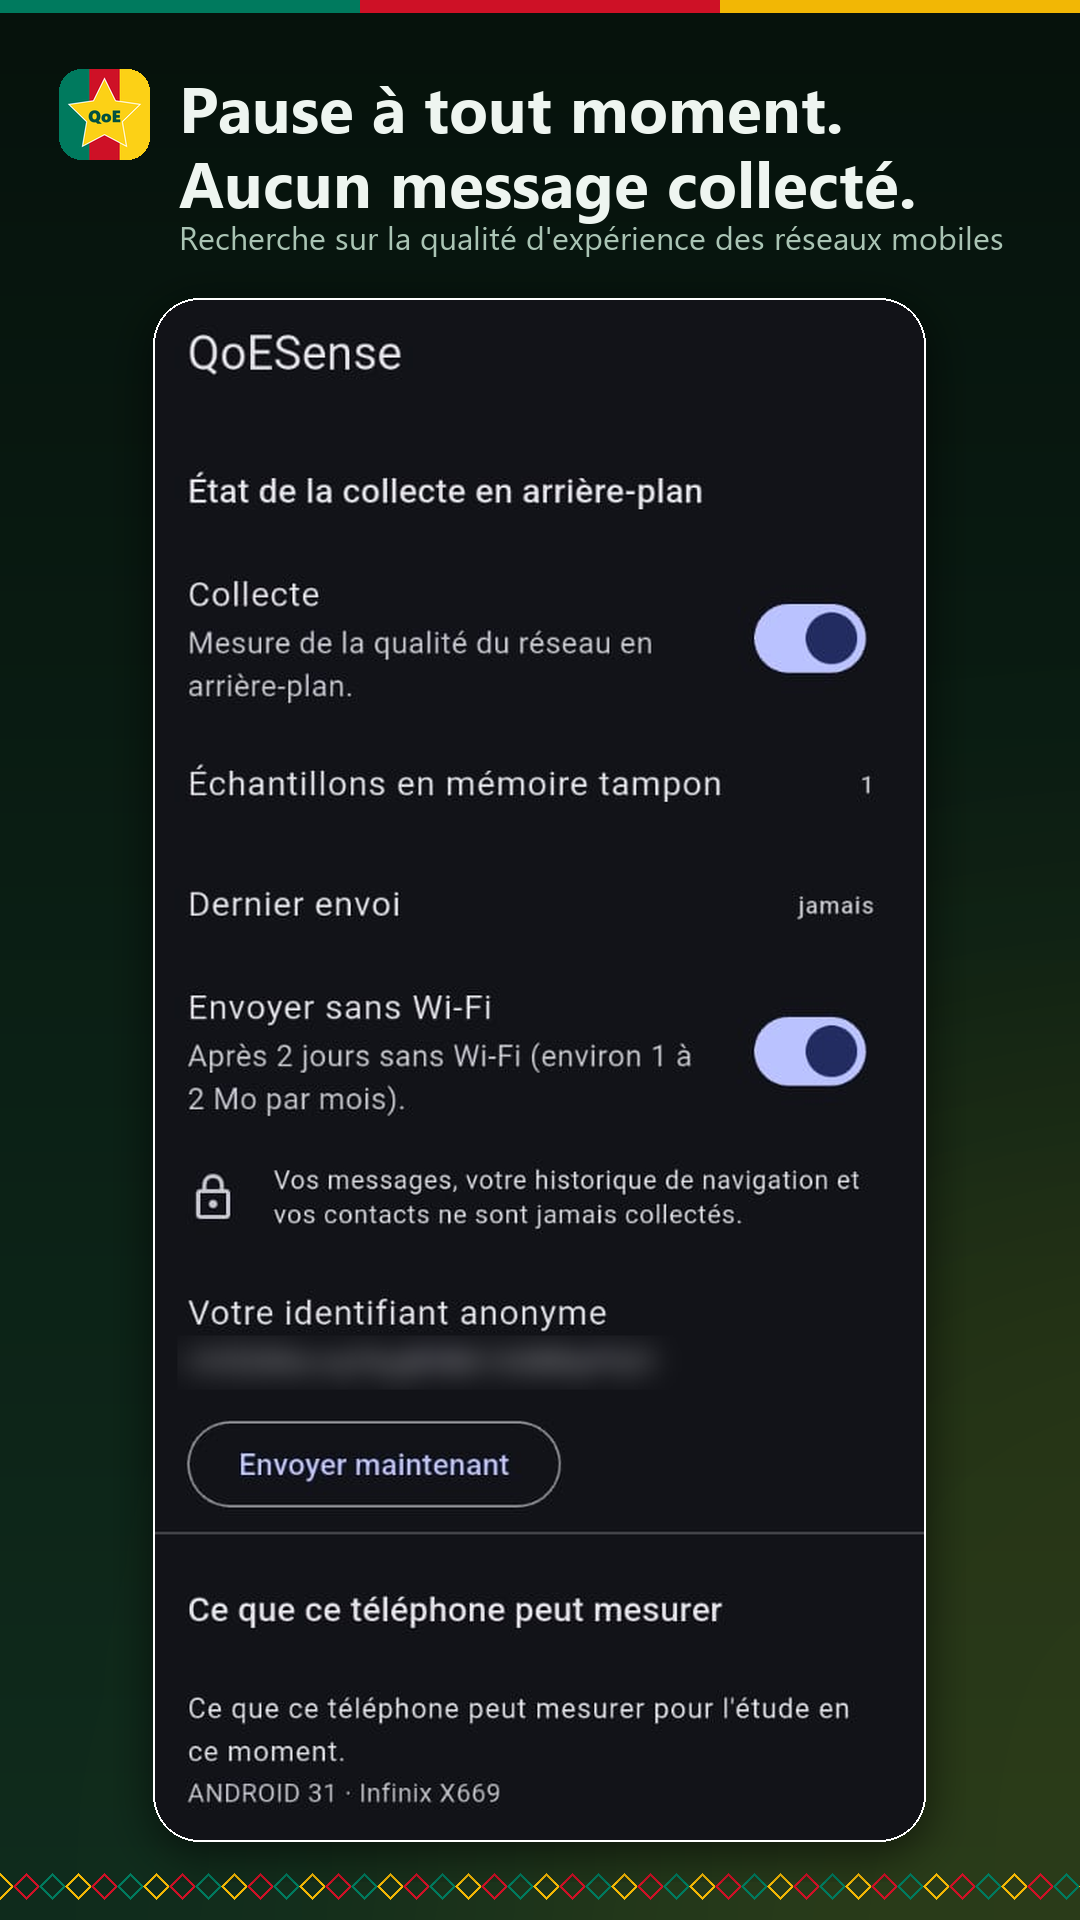 QoE
Pause à tout moment.
Aucun message collecté.
Recherche sur la qualité d'expérience des réseaux mobiles
QoESense
État de la collecte en arrière-plan
Collecte
Mesure de la qualité du réseau en
arrière-plan.
Échantillons en mémoire tampon 1
Dernier envoi jamais
Envoyer sans Wi-Fi
Après 2 jours sans Wi-Fi (environ 1 à
2 Mo par mois).
Vos messages, votre historique de navigation et
vos contacts ne sont jamais collectés.
Votre identifiant anonyme
Envoyer maintenant
Ce que ce téléphone peut mesurer
Ce que ce téléphone peut mesurer pour l'étude en
ce moment.
ANDROID 31 · Infinix X669